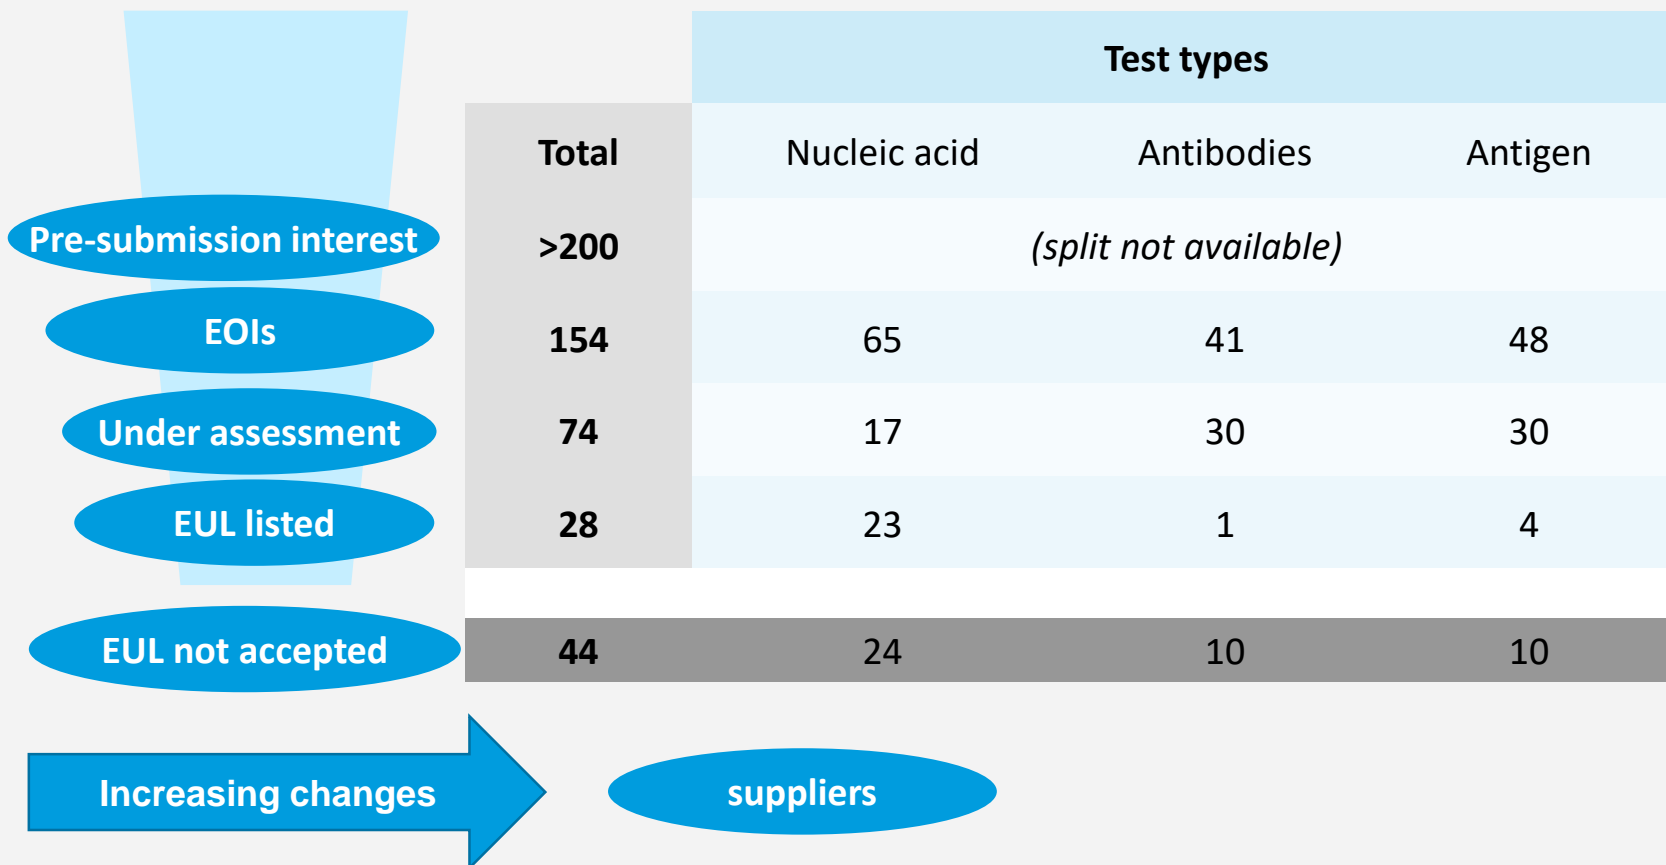 Test types
Total Nucleic acid Antibodies Antigen
Pre-submission interest >200 (split not available)
EOIs 154 65 41 48
Under assessment 74 17 30 30
EUL listed 28 23 1 4
EUL not accepted 44 24 10 10
Increasing changes suppliers